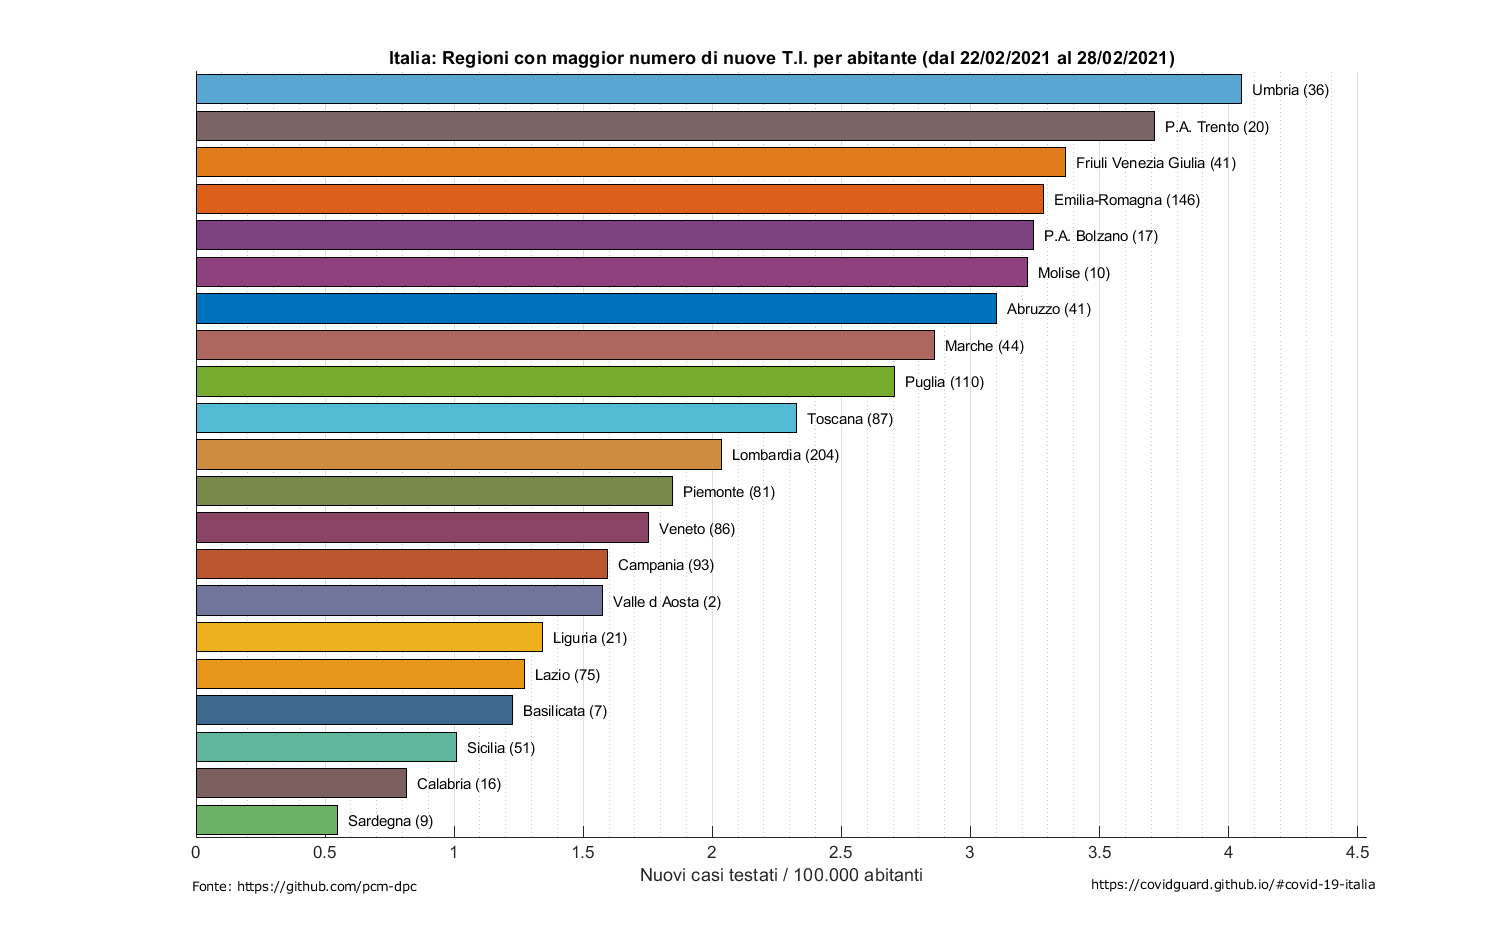 Italia: Regioni con maggior numero di nuove T.I. per abitante (dal 22/02/2021 al 28/02/2021)
Umbria (36)
P.A. Trento (20)
Friuli Venezia Giulia (41)
Emilia-Romagna (146)
P.A. Bolzano (17)
Molise (10)
Abruzzo (41)
Marche (44)
Puglia (110)
Toscana (87)
Lombardia (204)
Piemonte (81)
Veneto (86)
Campania (93)
Valle d Aosta (2)
Liguria (21)
Lazio (75)
Basilicata (7)
Sicilia (51)
Calabria (16)
Sardegna (9)
0 0.5 1 1.5 2 2.5 3 3.5 4 4.5
Nuovi casi testati / 100.000 abitanti
Fonte: https://github.com/pcm-dpc
https://covidguard.github.io/#covid-19-italia